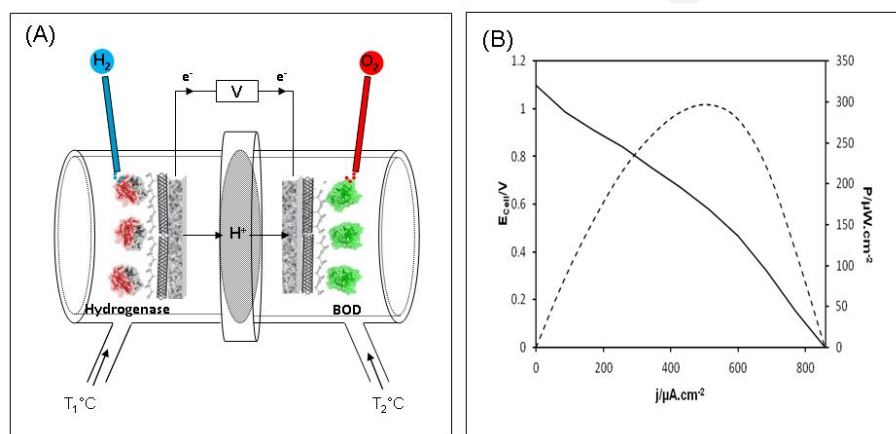 (A)
H₂
O₂
e⁻
V
e⁻
H⁺
Hydrogenase
BOD
T₁°C
T₂°C
(B)
1.2
1
0.8
0.6
0.4
0.2
0
E_Cell/V
350
300
250
200
150
100
50
0
P/µW.cm⁻²
0
200
400
600
800
j/µA.cm⁻²